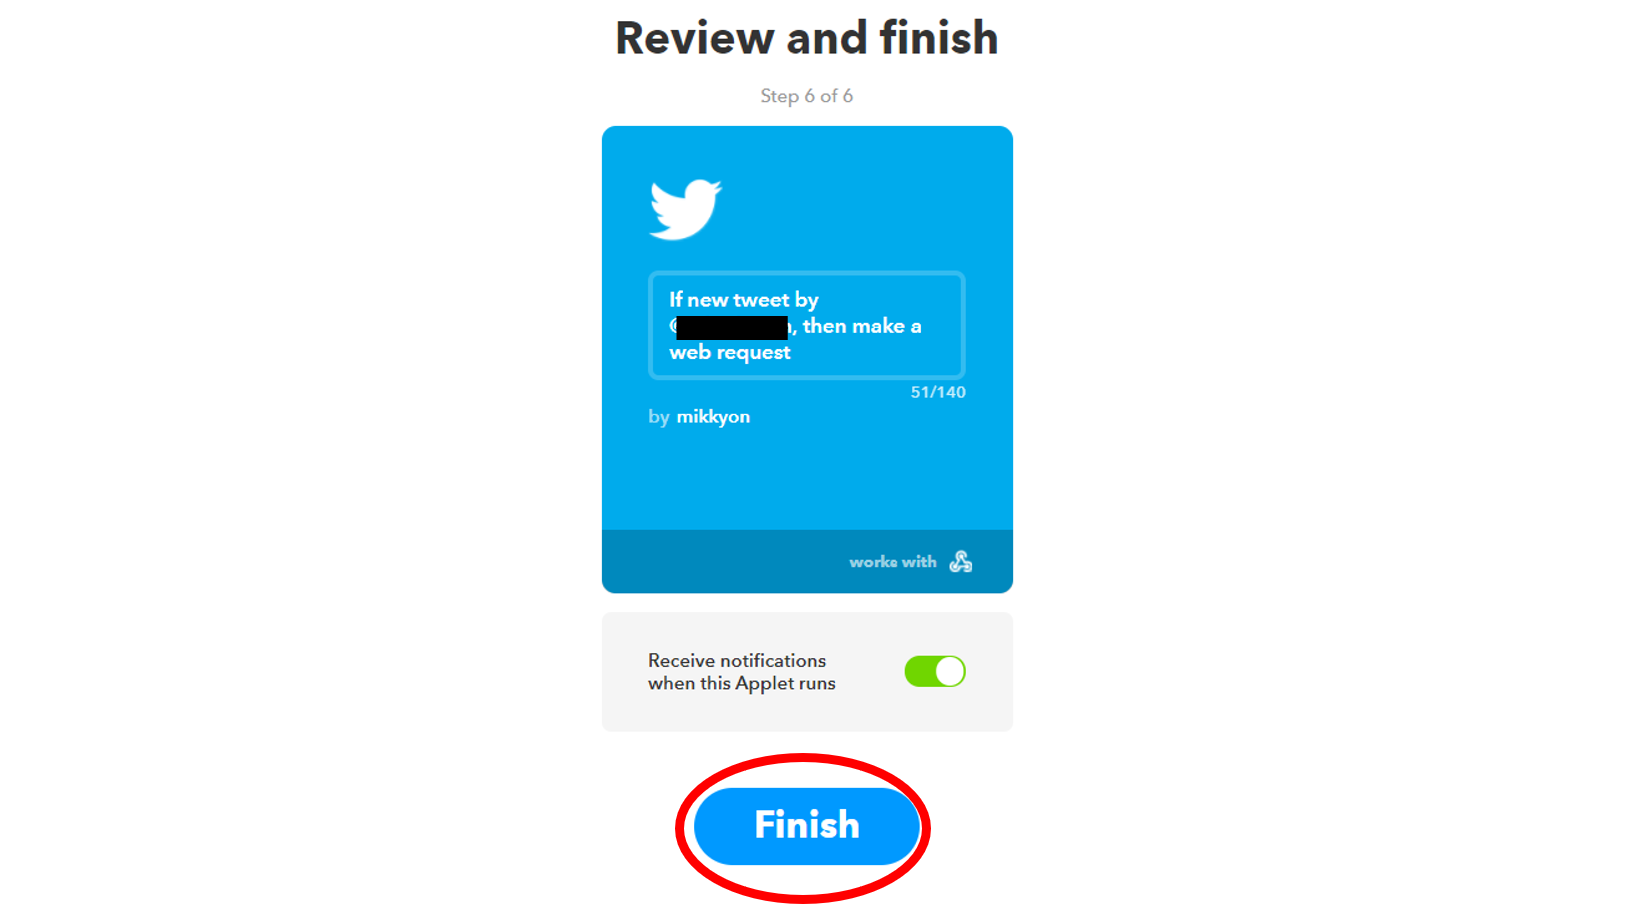 Review and finish
Step 6 of 6
If new tweet by
, then make a
web request
51/140
by mikkyon
works with
Receive notifications
when this Applet runs
Finish